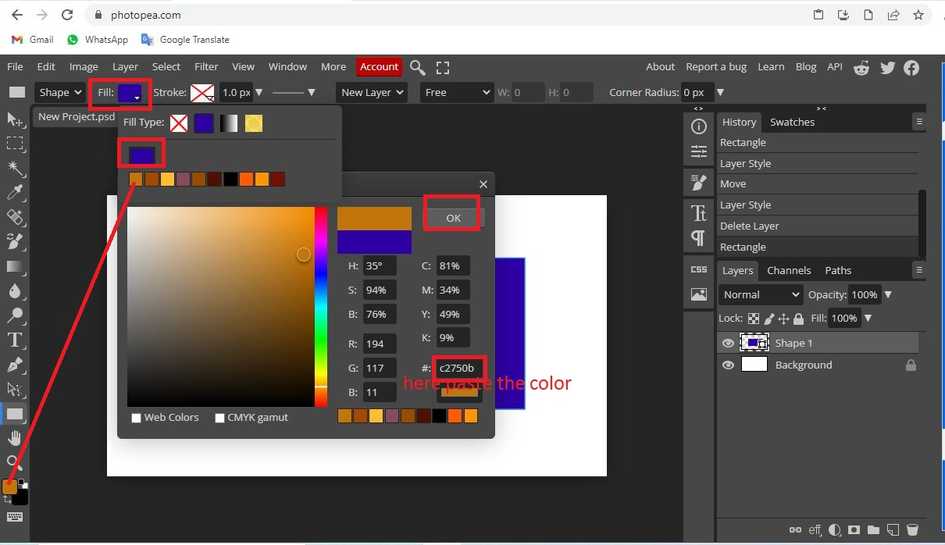 photopea.com
Gmail WhatsApp Google Translate
File Edit Image Layer Select Filter View Window More Account About Report a bug Learn Blog API
Shape Fill: Stroke: 1.0 px New Layer Free W: 0 H: 0 Corner Radius: 0 px
New Project.psd
Fill Type:
OK
H: 35° C: 81%
S: 94% M: 34%
B: 76% Y: 49%
K: 9%
R: 194
G: 117 #: c2750b
B: 11
here paste the color
Web Colors CMYK gamut
History Swatches
Rectangle
Layer Style
Move
Layer Style
Delete Layer
Rectangle
CSS
Layers Channels Paths
Normal Opacity: 100%
Lock: Fill: 100%
Shape 1
Background
eff